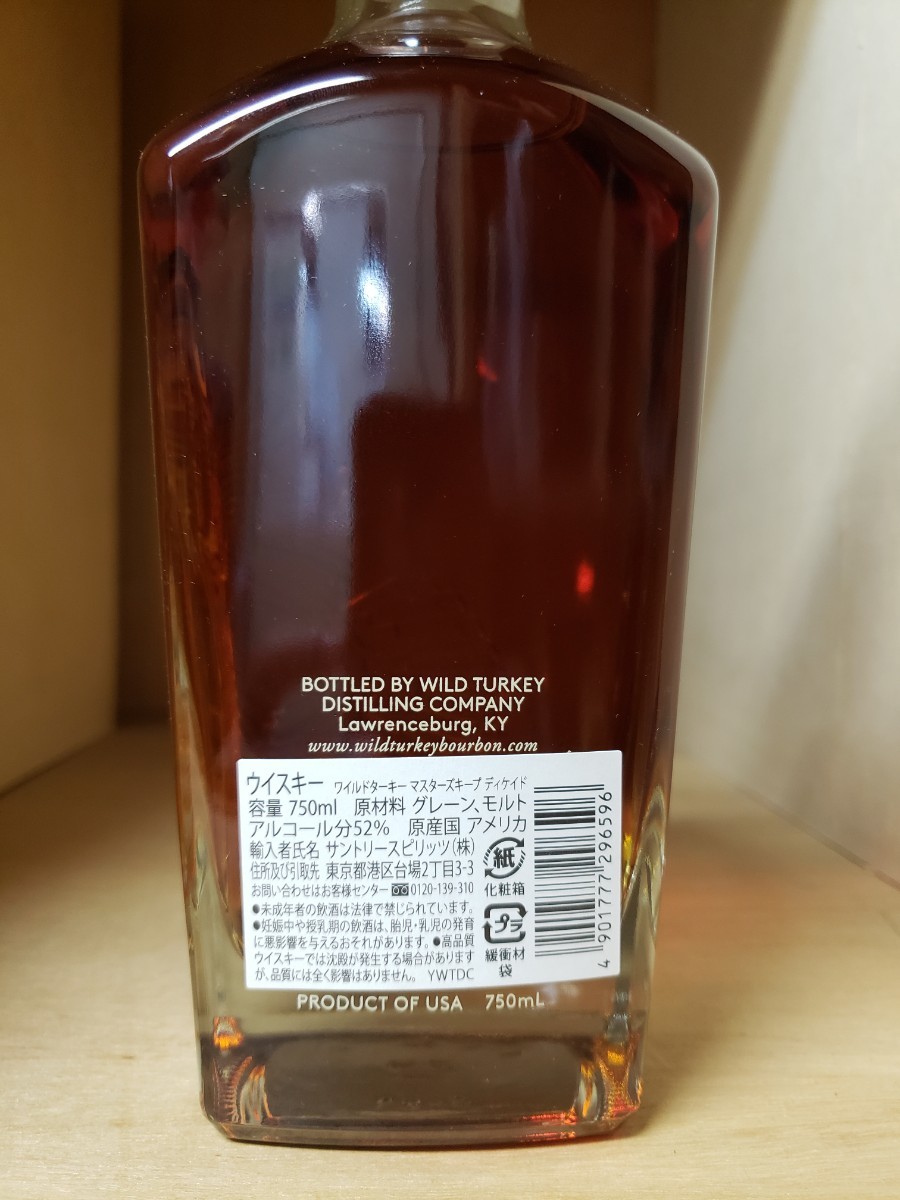 BOTTLED BY WILD TURKEY
DISTILLING COMPANY
Lawrenceburg, KY
www.wildturkeybourbon.com
ウイスキー ワイルドターキー マスターズキープ ディケイド
容量 750ml 原材料 グレーン、モルト
アルコール分52% 原産国 アメリカ
輸入者氏名 サントリースピリッツ(株)
住所及び引取先 東京都港区台場2丁目3-3
お問い合わせはお客様センター 0120-139-310
●未成年者の飲酒は法律で禁じられています。
●妊娠中や授乳期の飲酒は、胎児・乳児の発育
に悪影響を与えるおそれがあります。●高品質
ウイスキーでは沈殿が発生する場合があります
が、品質には全く影響はありません。 YWTDC
紙
化粧箱
プラ
緩衝材
袋
4 901777 296596
PRODUCT OF USA 750mL